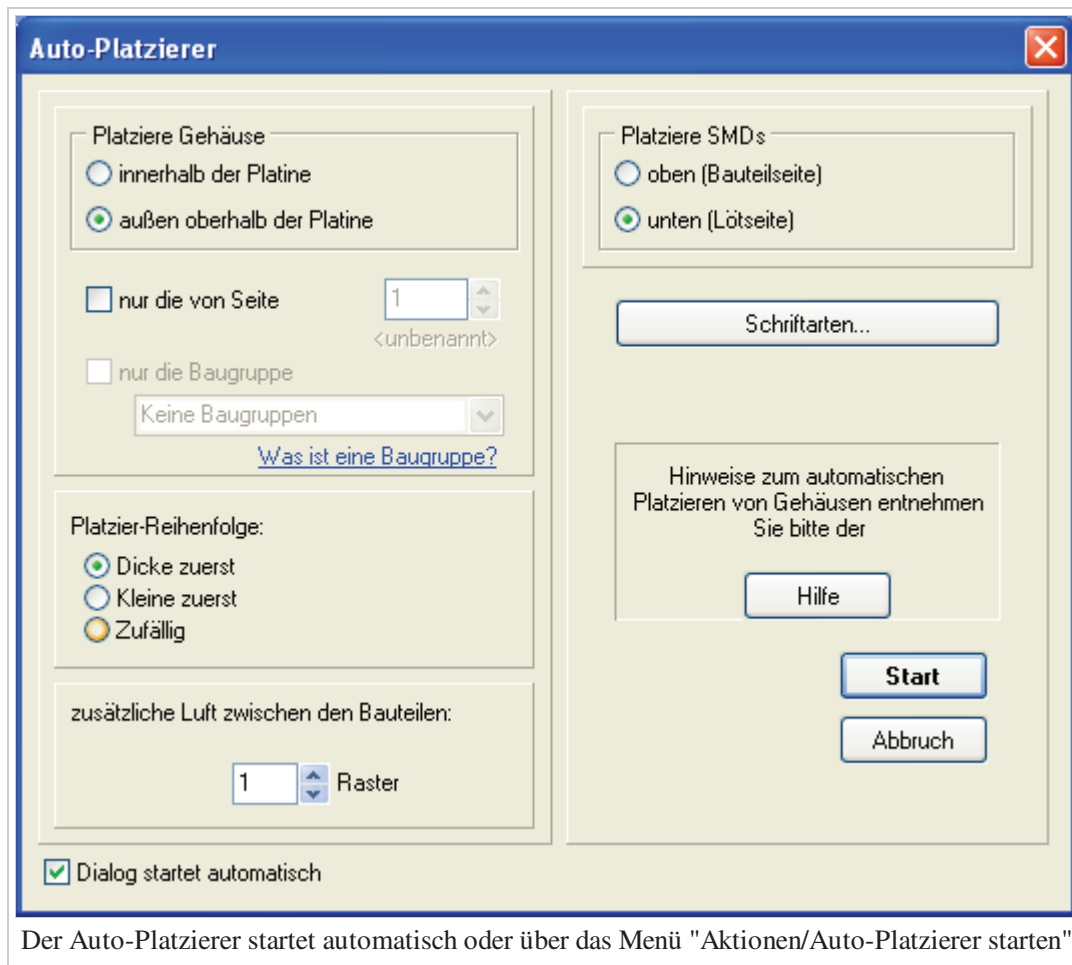 Auto-Platzierer
Platziere Gehäuse
innerhalb der Platine
außen oberhalb der Platine
nur die von Seite
1
<unbenannt>
nur die Baugruppe
Keine Baugruppen
Was ist eine Baugruppe?
Platzier-Reihenfolge:
Dicke zuerst
Kleine zuerst
Zufällig
zusätzliche Luft zwischen den Bauteilen:
1 Raster
Platziere SMDs
oben (Bauteilseite)
unten (Lötseite)
Schriftarten...
Hinweise zum automatischen
Platzieren von Gehäusen entnehmen
Sie bitte der
Hilfe
Start
Abbruch
Dialog startet automatisch
Der Auto-Platzierer startet automatisch oder über das Menü "Aktionen/Auto-Platzierer starten"